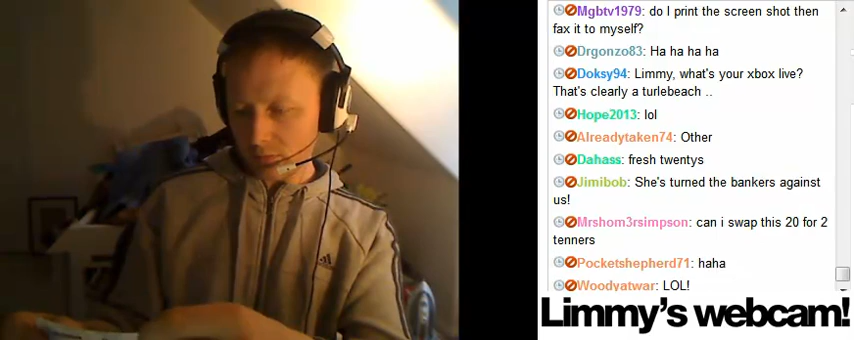 Mgbtv1979: do I print the screen shot then
fax it to myself?
Drgonzo83: Ha ha ha ha
Doksy94: Limmy, what's your xbox live?
That's clearly a turlebeach ..
Hope2013: lol
Alreadytaken74: Other
Dahass: fresh twentys
Jimibob: She's turned the bankers against
us!
Mrshom3rsimpson: can i swap this 20 for 2
tenners
Pocketshepherd71: haha
Woodyatwar: LOL!
Limmy's webcam!
adidas